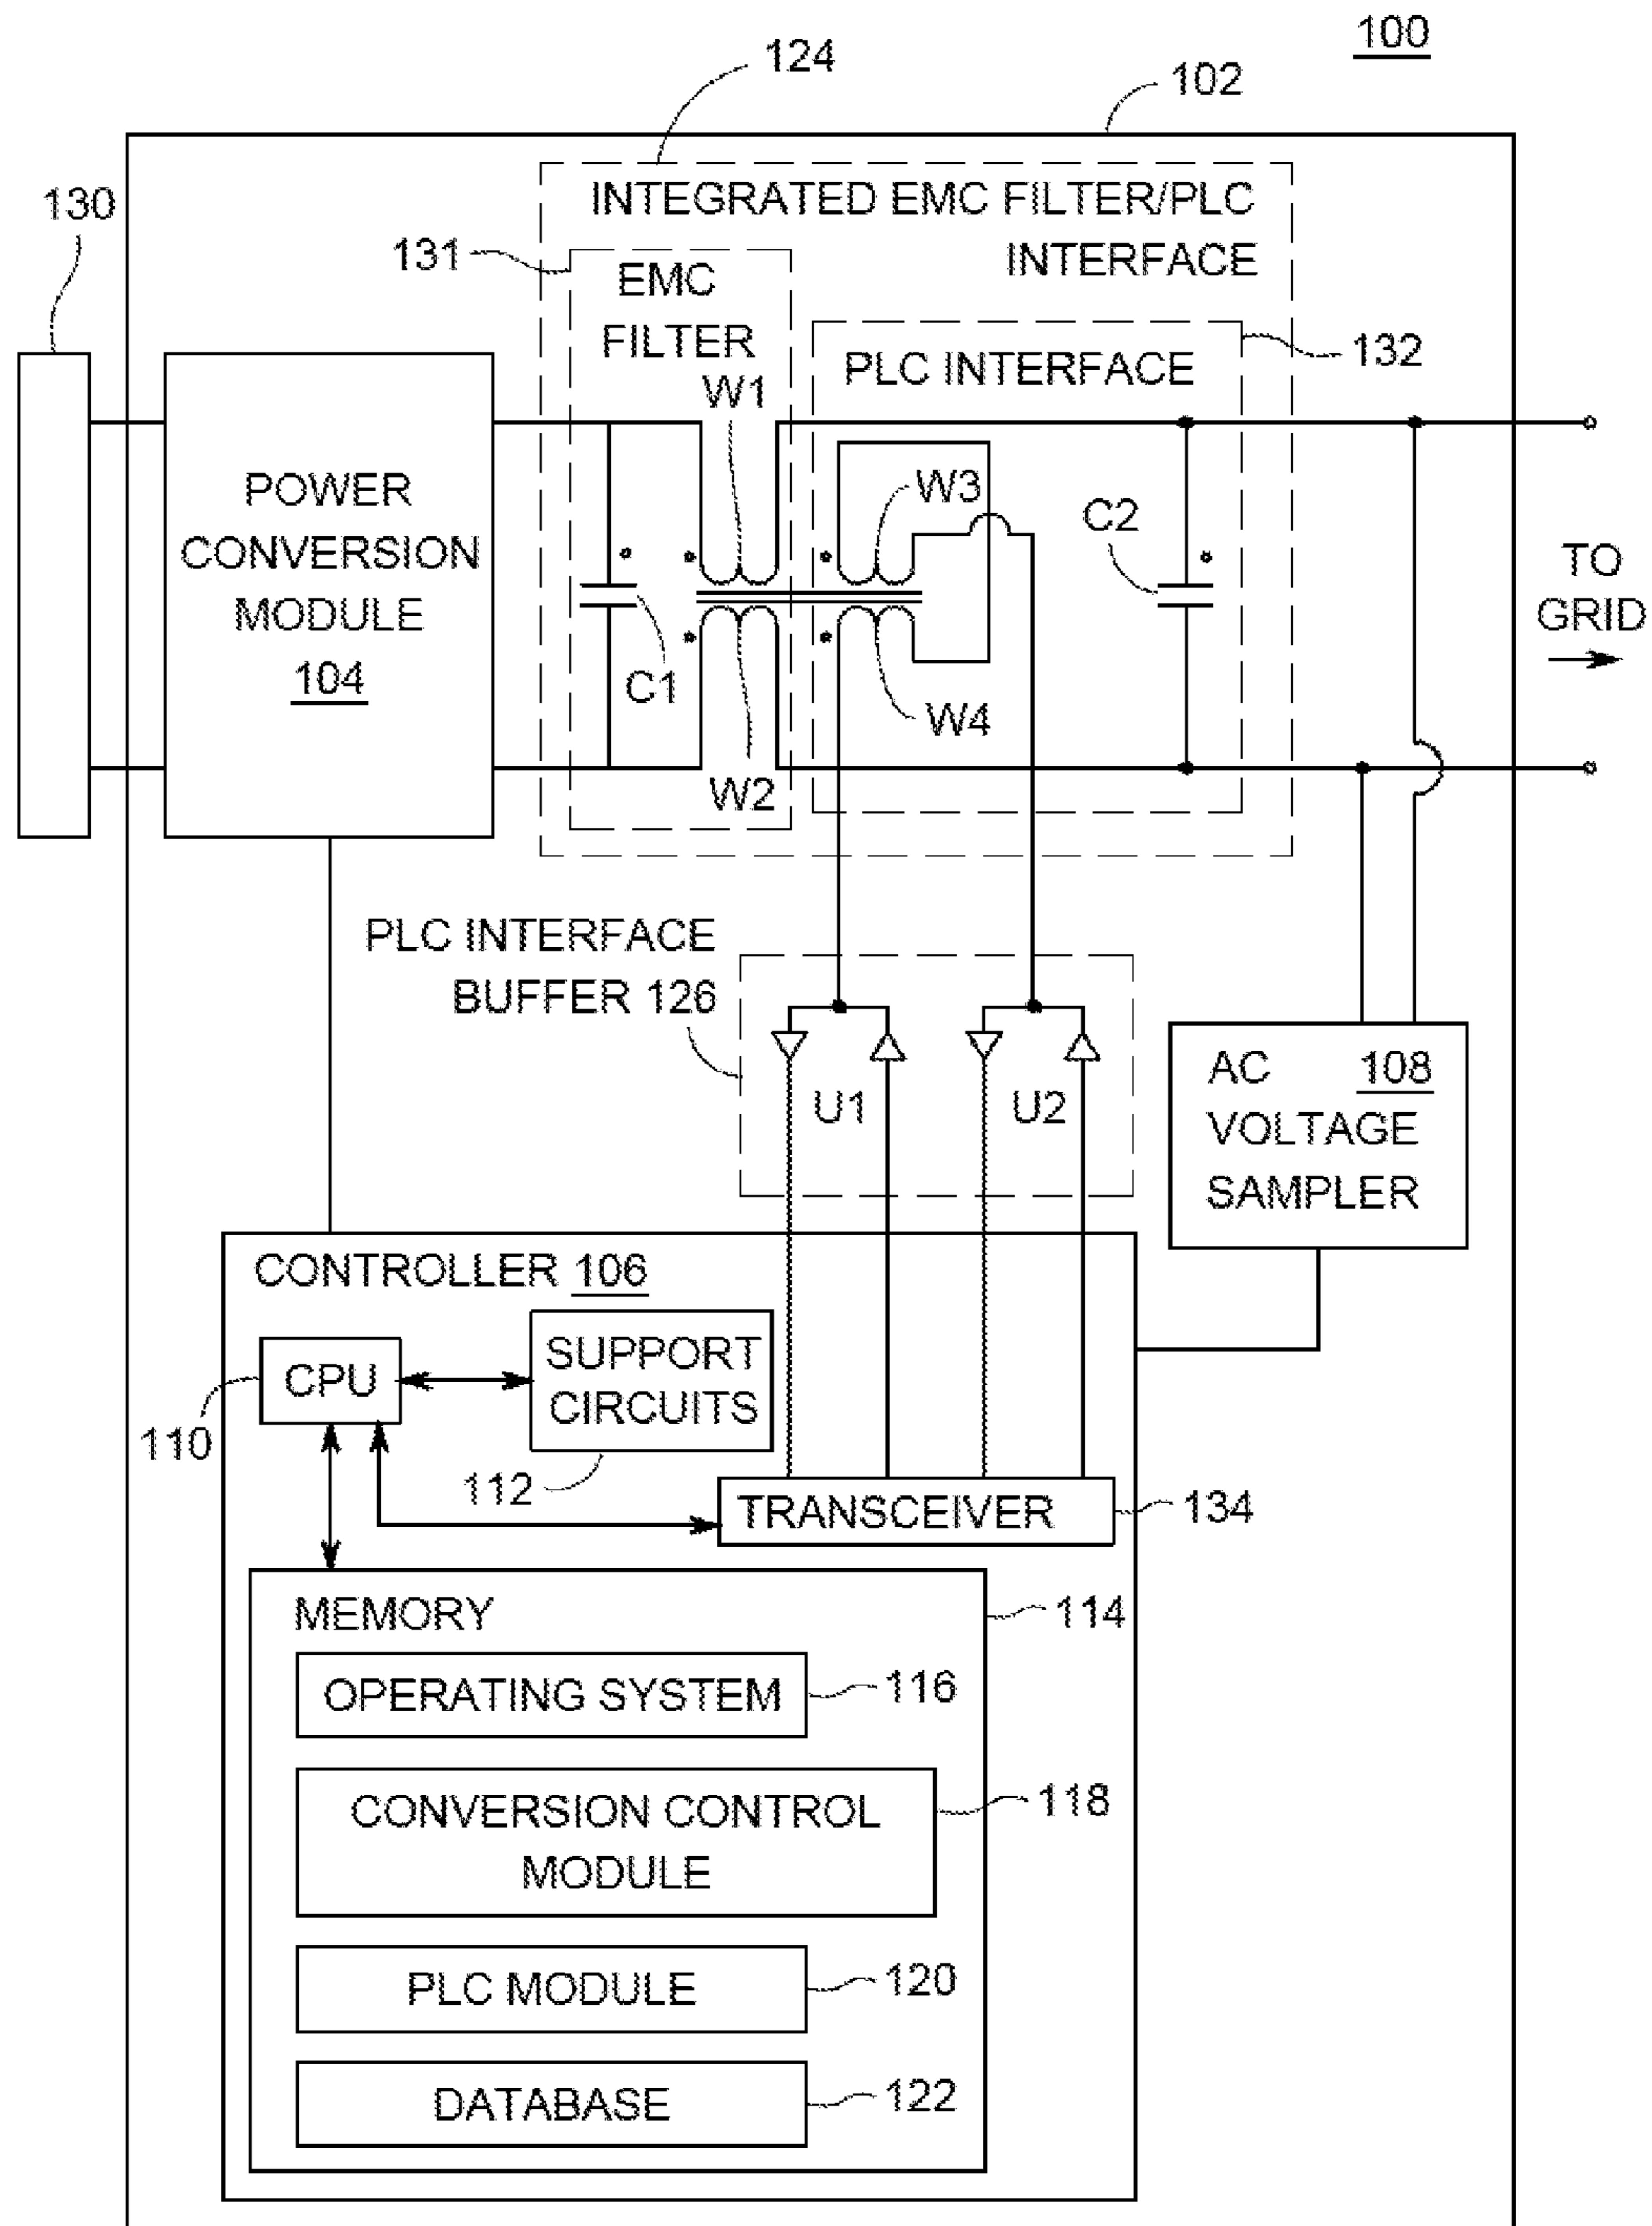 100
124
102
INTEGRATED EMC FILTER/PLC
INTERFACE
130
131
EMC
FILTER
W1
PLC INTERFACE
132
POWER
CONVERSION
MODULE
104
W3
C2
TO
GRID
C1
W4
W2
PLC INTERFACE
BUFFER 126
U1
U2
AC 108
VOLTAGE
SAMPLER
CONTROLLER 106
CPU
SUPPORT
CIRCUITS
110
112
TRANSCEIVER
134
MEMORY
114
OPERATING SYSTEM
116
CONVERSION CONTROL
MODULE
118
PLC MODULE
120
DATABASE
122